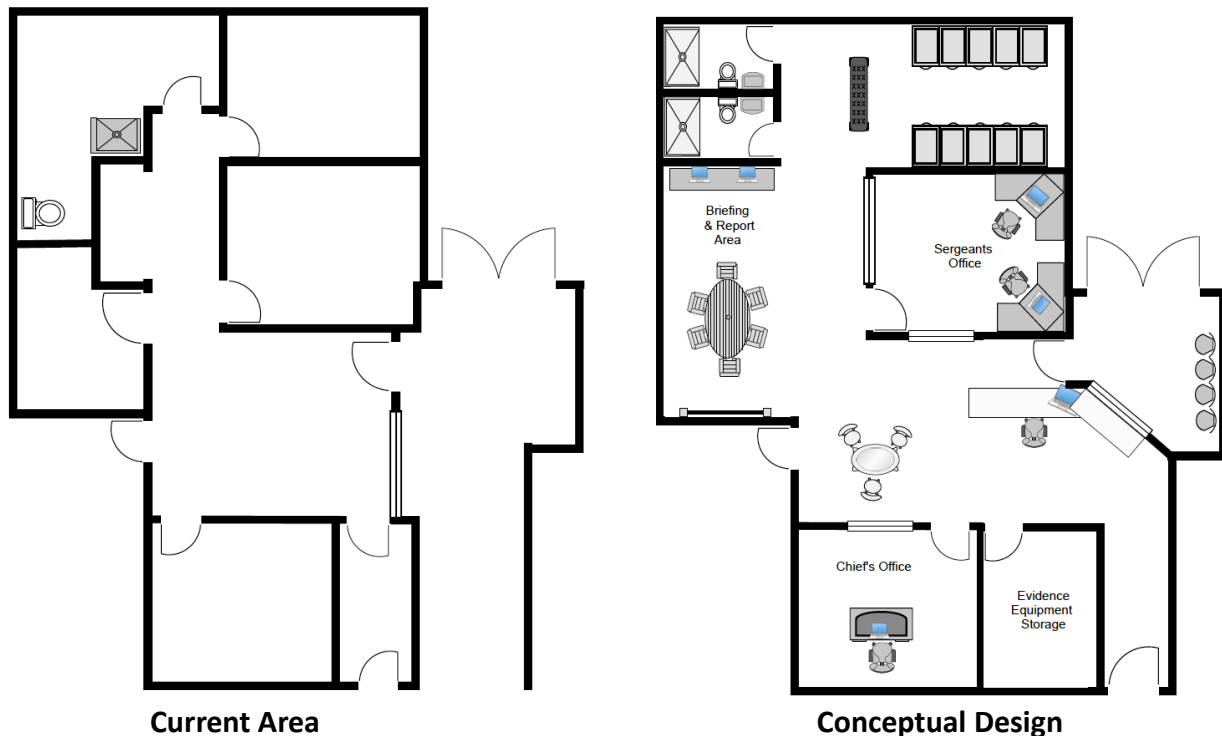 Briefing
& Report
Area
Sergeants
Office
Chief's Office
Evidence
Equipment
Storage
Current Area
Conceptual Design